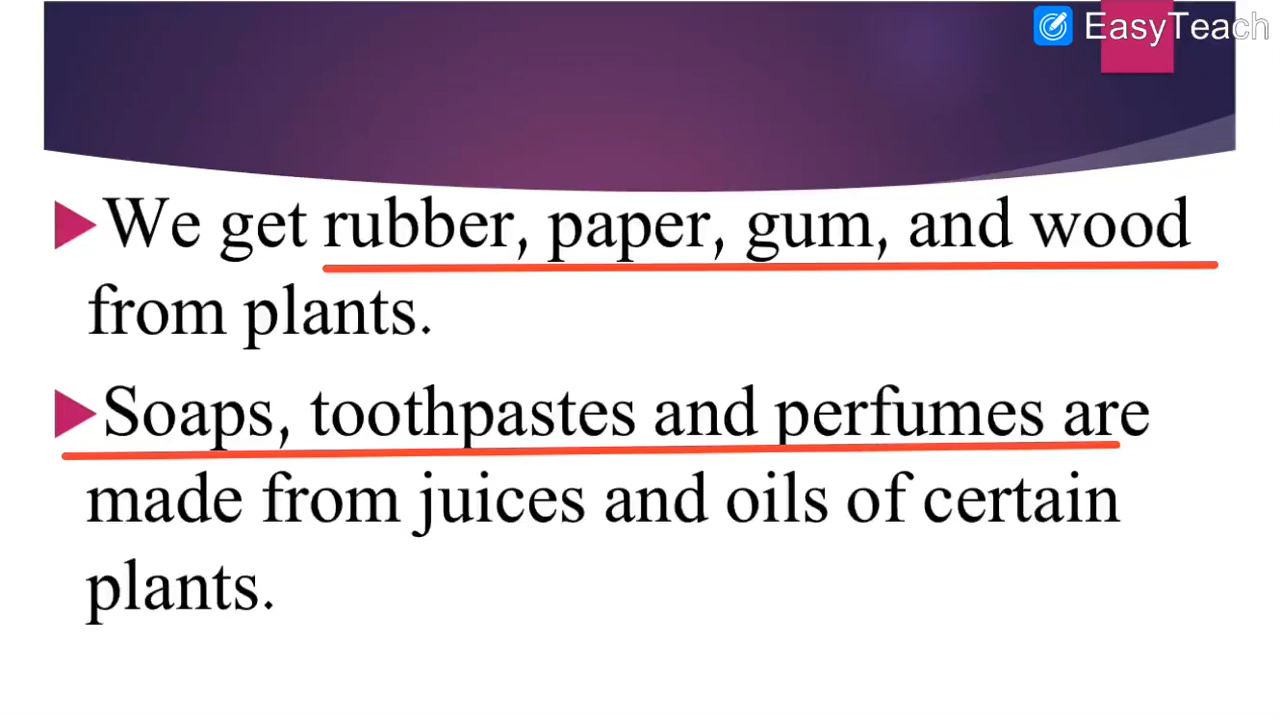 EasyTeach
We get rubber, paper, gum, and wood
from plants.
Soaps, toothpastes and perfumes are
made from juices and oils of certain
plants.